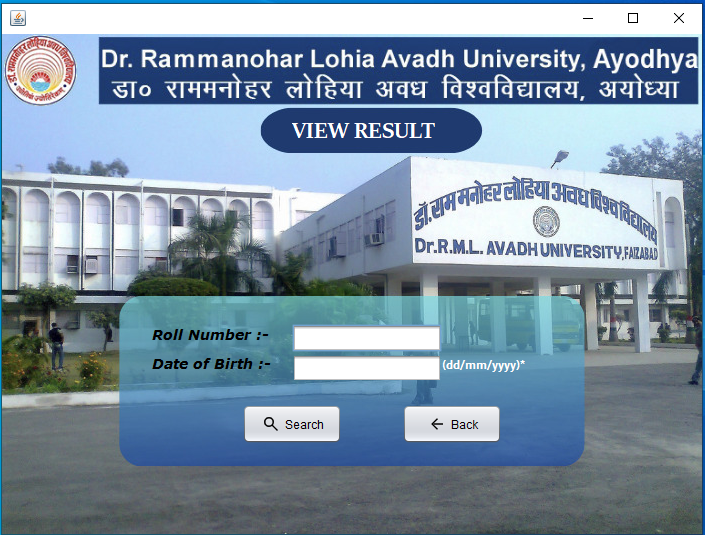 Dr. Rammanohar Lohia Avadh University, Ayodhya
डा० राममनोहर लोहिया अवध विश्वविद्यालय, अयोध्या
VIEW RESULT
डॉ. राम मनोहर लोहिया अवध विश्व विद्यालय
Dr. R.M.L. AVADH UNIVERSITY, FAIZABAD
Roll Number :-
Date of Birth :- (dd/mm/yyyy)*
Search Back